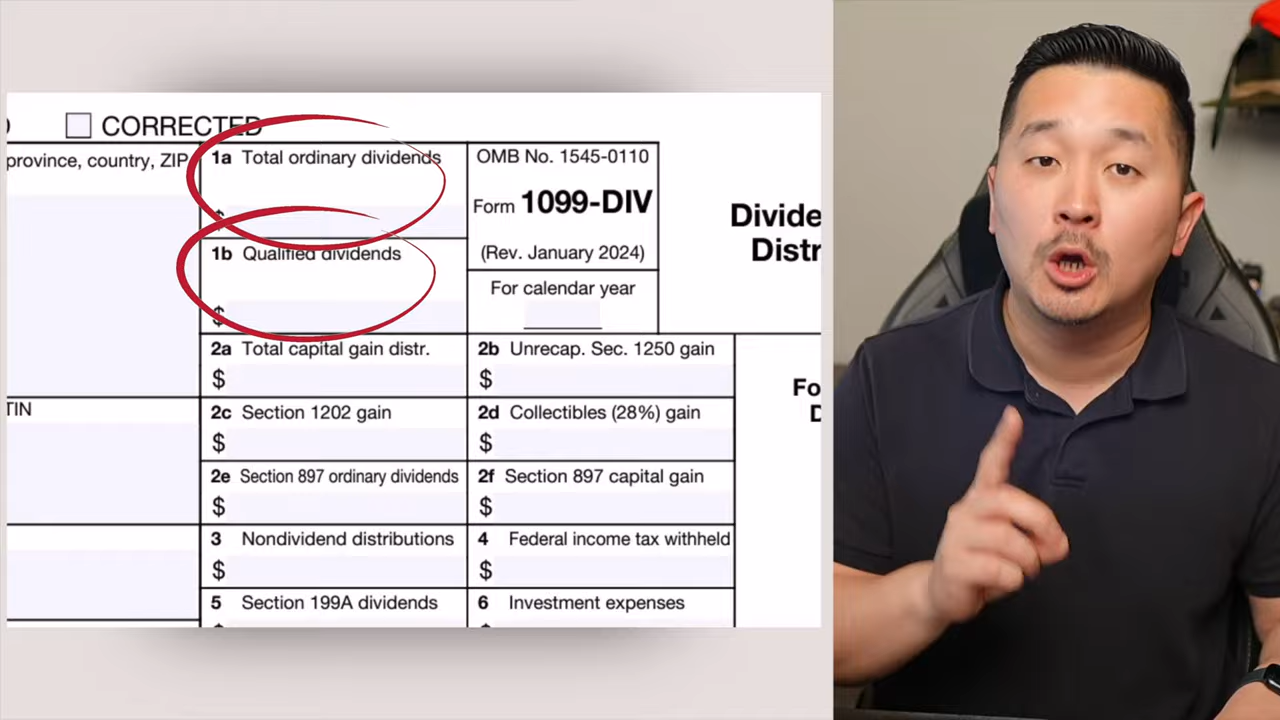 CORRECTED
province, country, ZIP
1a Total ordinary dividends
$
OMB No. 1545-0110
Form 1099-DIV
(Rev. January 2024)
For calendar year
1b Qualified dividends
$
2a Total capital gain distr.
$
2b Unrecap. Sec. 1250 gain
$
2c Section 1202 gain
$
2d Collectibles (28%) gain
$
2e Section 897 ordinary dividends
$
2f Section 897 capital gain
$
3 Nondividend distributions
$
4 Federal income tax withheld
$
5 Section 199A dividends
6 Investment expenses
TIN
Divide
Distr
Fo